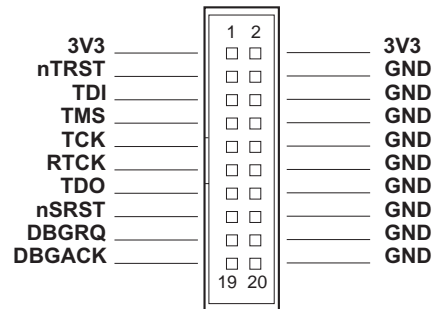 1 2
3V3 3V3
nTRST GND
TDI GND
TMS GND
TCK GND
RTCK GND
TDO GND
nSRST GND
DBGRQ GND
DBGACK GND
19 20